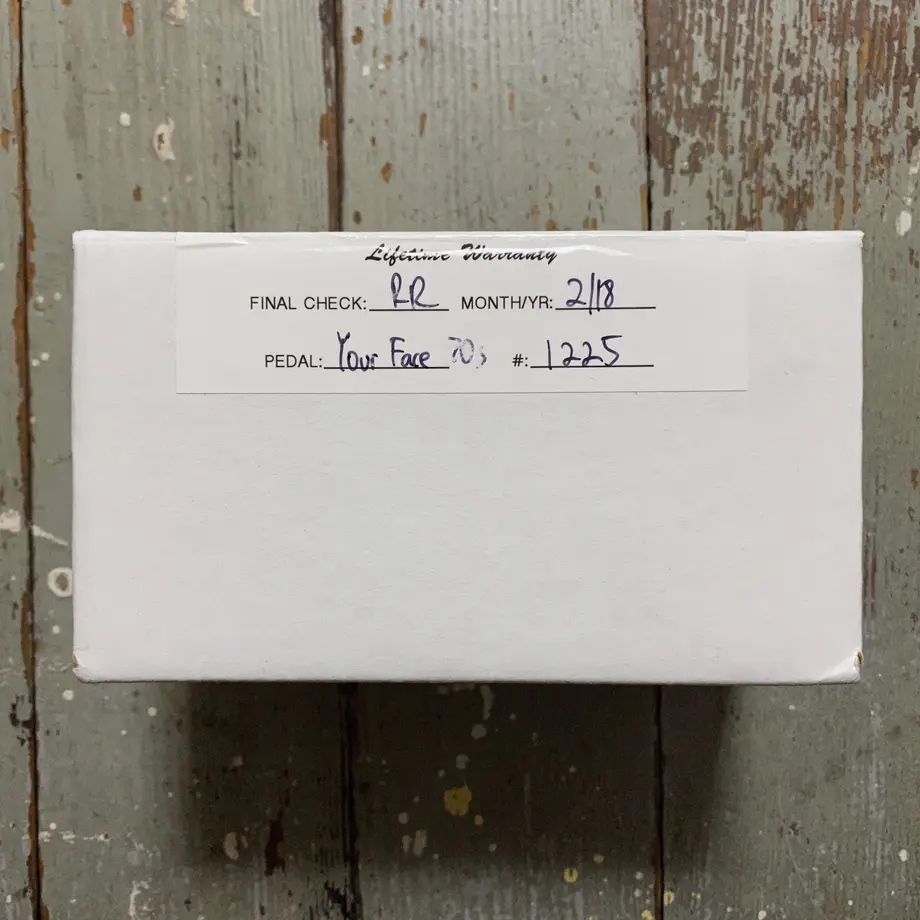 Lifetime Warranty
FINAL CHECK: RR MONTH/YR: 2/18
PEDAL: Your Face 70s #: 1225